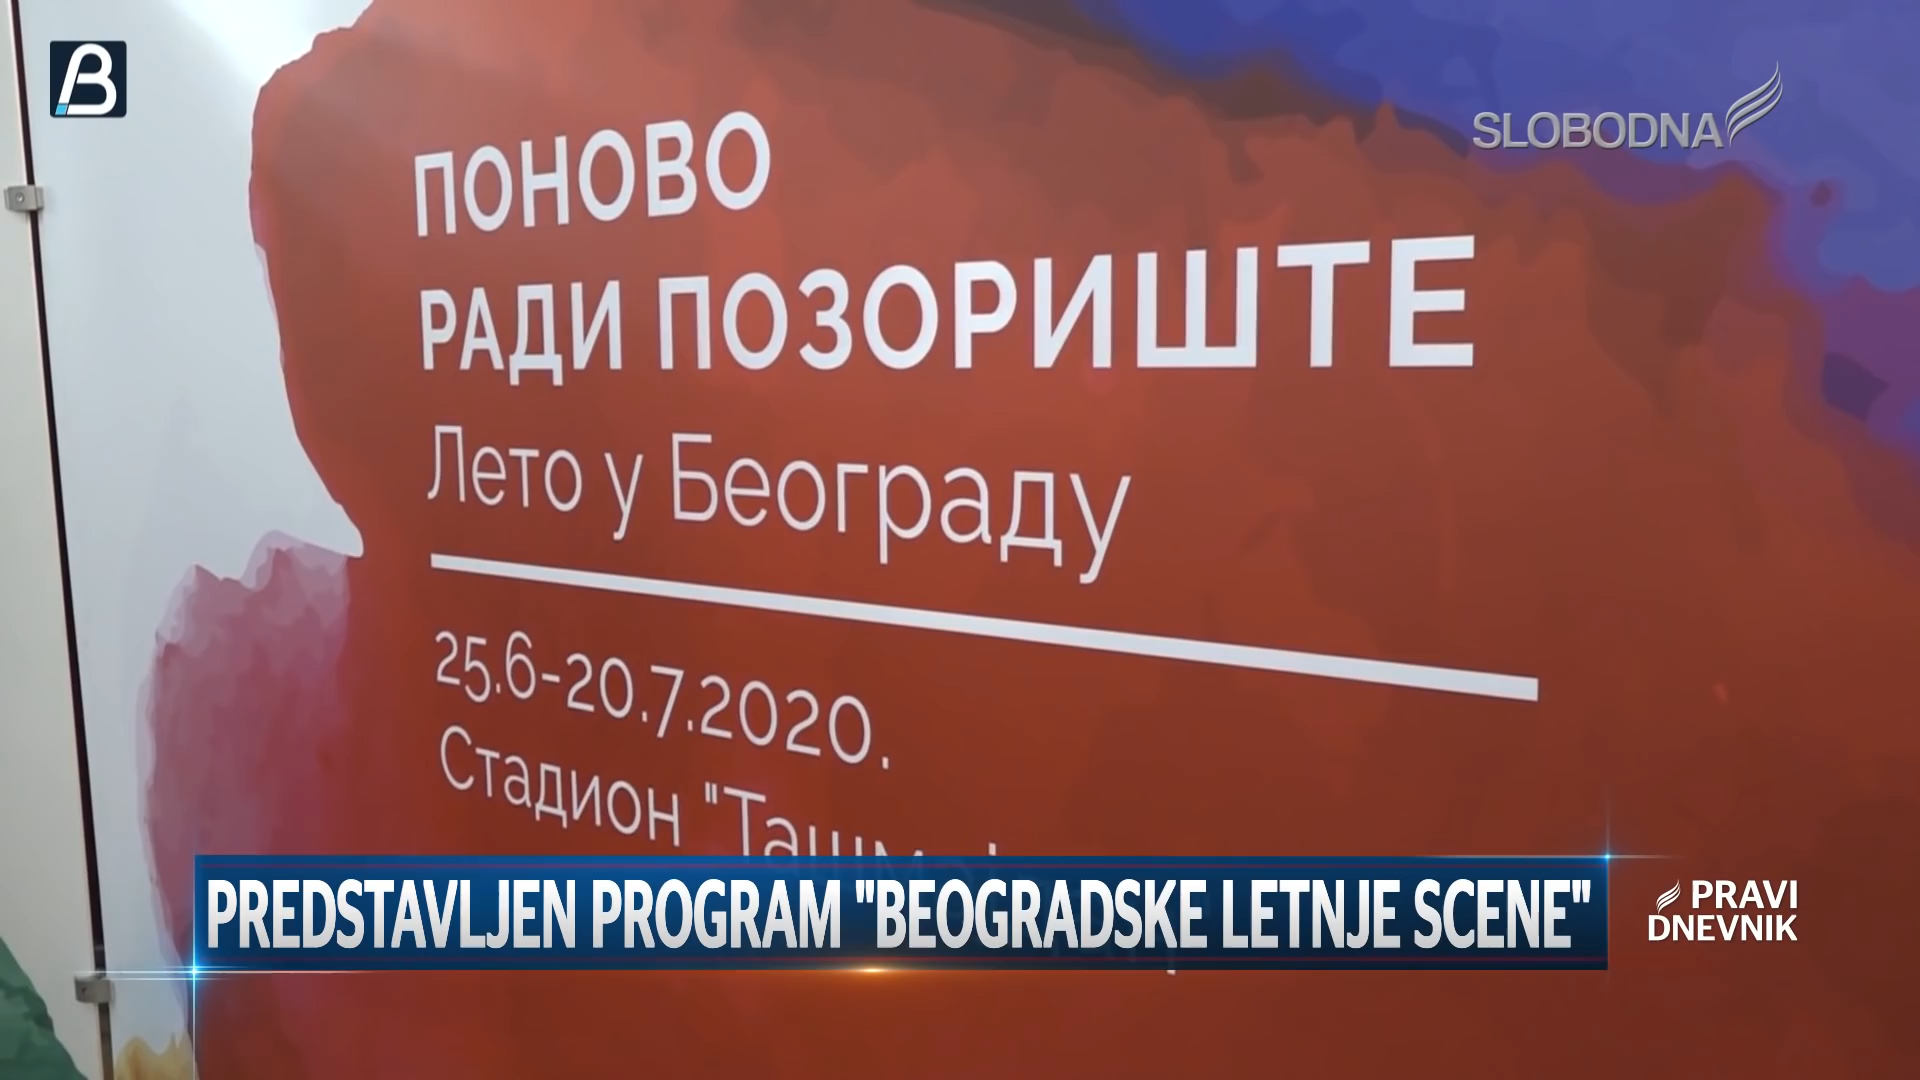 B
SLOBODNA
ПОНОВО
РАДИ ПОЗОРИШТЕ
Лето у Београду
25.6-20.7.2020.
Стадион
PREDSTAVLJEN PROGRAM "BEOGRADSKE LETNJE SCENE"
PRAVI
DNEVNIK